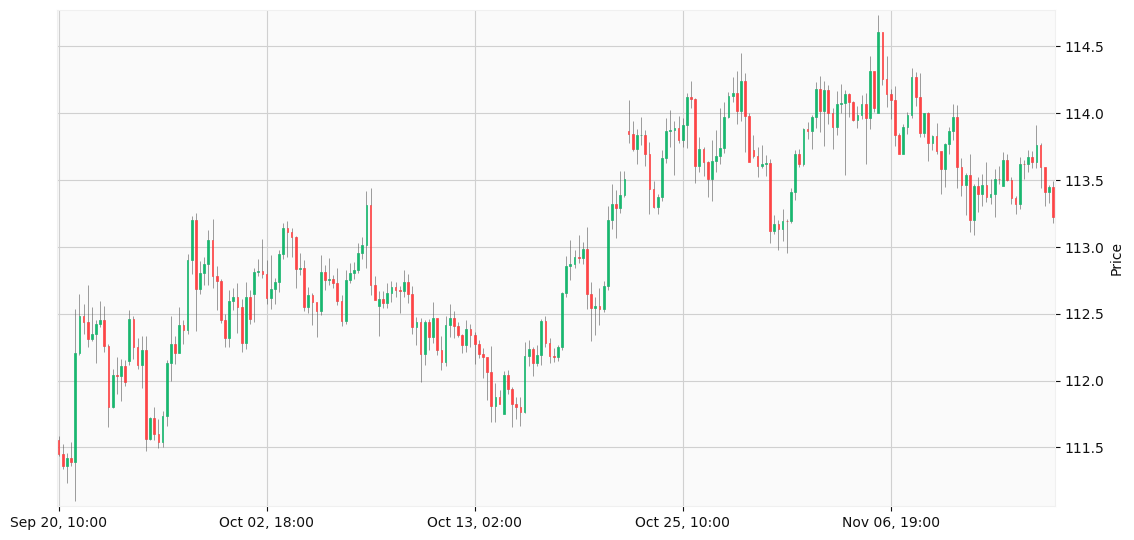 114.5
114.0
113.5
113.0
112.5
112.0
111.5
Price
Sep 20, 10:00
Oct 02, 18:00
Oct 13, 02:00
Oct 25, 10:00
Nov 06, 19:00